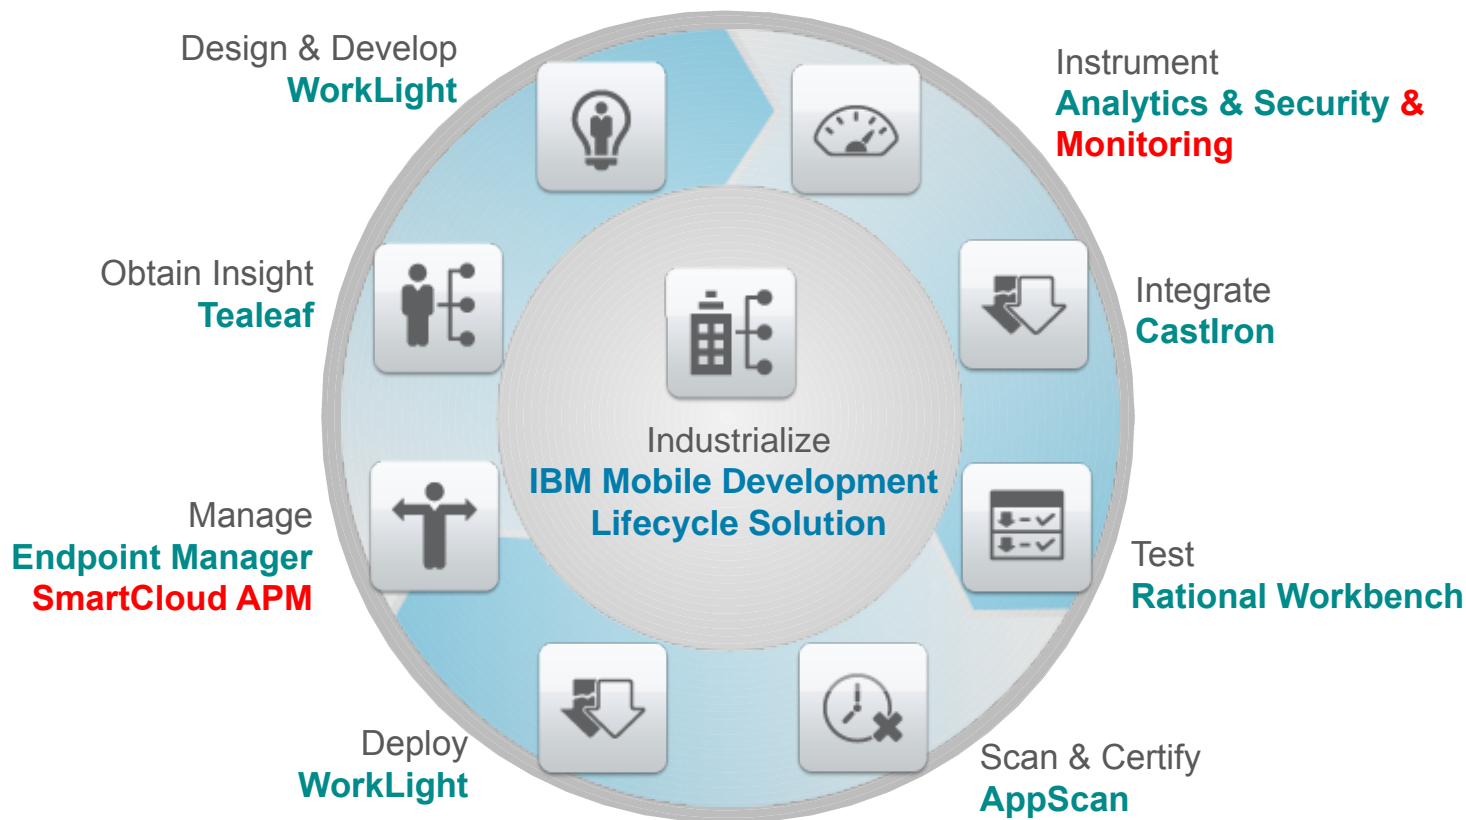 Design & Develop
WorkLight
Instrument
Analytics & Security &
Monitoring
Integrate
CastIron
Test
Rational Workbench
Scan & Certify
AppScan
Deploy
WorkLight
Manage
Endpoint Manager
SmartCloud APM
Obtain Insight
Tealeaf
Industrialize
IBM Mobile Development
Lifecycle Solution